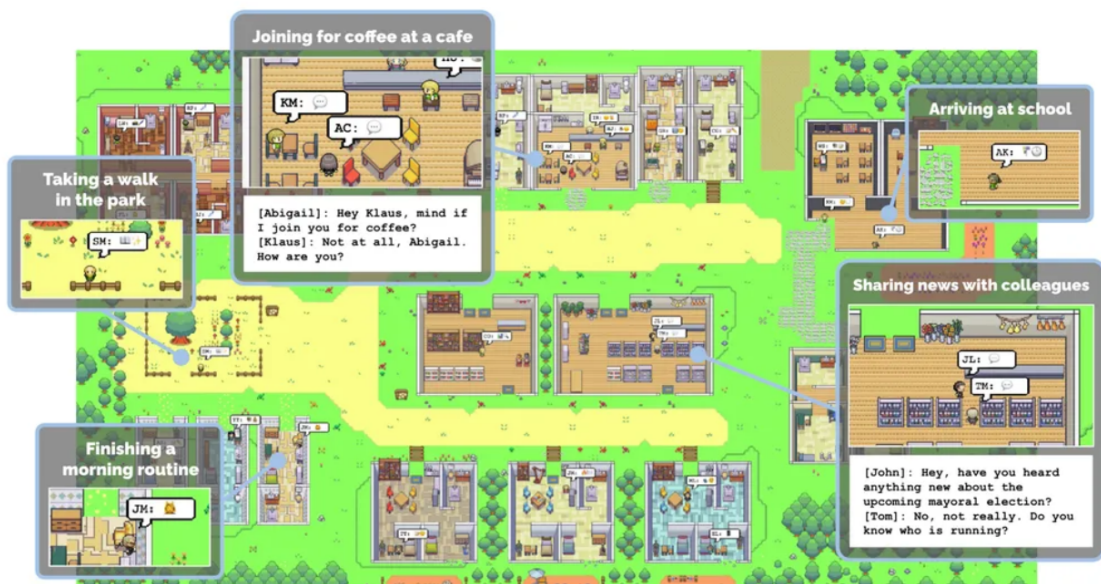 Joining for coffee at a cafe
KM:
AC:
[Abigail]: Hey Klaus, mind if
I join you for coffee?
[Klaus]: Not at all, Abigail.
How are you?
Arriving at school
AK:
Taking a walk
in the park
SM:
Sharing news with colleagues
JL:
TM:
[John]: Hey, have you heard
anything new about the
upcoming mayoral election?
[Tom]: No, not really. Do you
know who is running?
Finishing a
morning routine
JM: